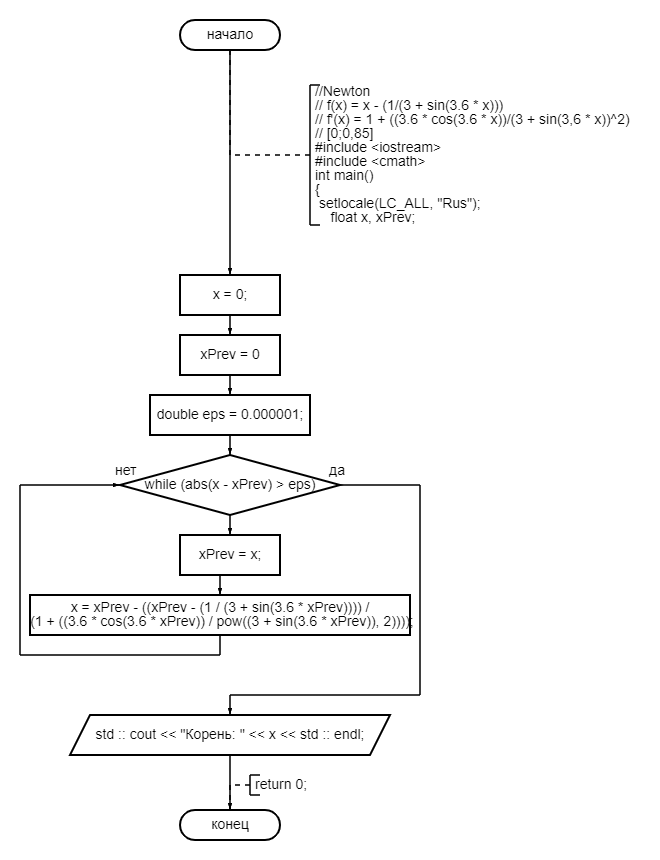 начало
//Newton
// f(x) = x - (1/(3 + sin(3.6 * x)))
// f'(x) = 1 + ((3.6 * cos(3.6 * x))/(3 + sin(3,6 * x))^2)
// [0;0,85]
#include <iostream>
#include <cmath>
int main()
{
setlocale(LC_ALL, "Rus");
float x, xPrev;
x = 0;
xPrev = 0
double eps = 0.000001;
нет
да
while (abs(x - xPrev) > eps)
xPrev = x;
x = xPrev - ((xPrev - (1 / (3 + sin(3.6 * xPrev)))) /
(1 + ((3.6 * cos(3.6 * xPrev)) / pow((3 + sin(3.6 * xPrev)), 2))));
std :: cout << "Корень: " << x << std :: endl;
return 0;
конец